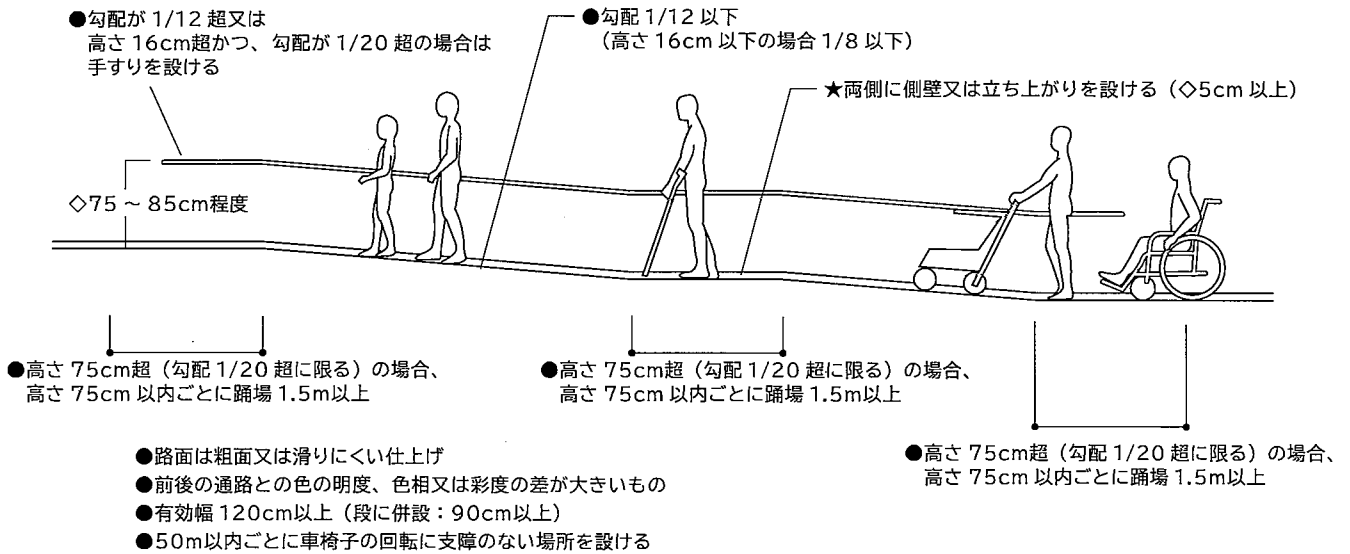 ●勾配が 1/12 超又は
高さ 16cm超かつ、勾配が 1/20 超の場合は
手すりを設ける
●勾配 1/12 以下
（高さ 16cm 以下の場合 1/8 以下）
★両側に側壁又は立ち上がりを設ける（◇5cm 以上）
◇75 ～ 85cm程度
●高さ 75cm超（勾配 1/20 超に限る）の場合、
高さ 75cm 以内ごとに踊場 1.5m以上
●高さ 75cm超（勾配 1/20 超に限る）の場合、
高さ 75cm 以内ごとに踊場 1.5m以上
●高さ 75cm超（勾配 1/20 超に限る）の場合、
高さ 75cm 以内ごとに踊場 1.5m以上
●路面は粗面又は滑りにくい仕上げ
●前後の通路との色の明度、色相又は彩度の差が大きいもの
●有効幅 120cm以上（段に併設：90cm以上）
●50m以内ごとに車椅子の回転に支障のない場所を設ける